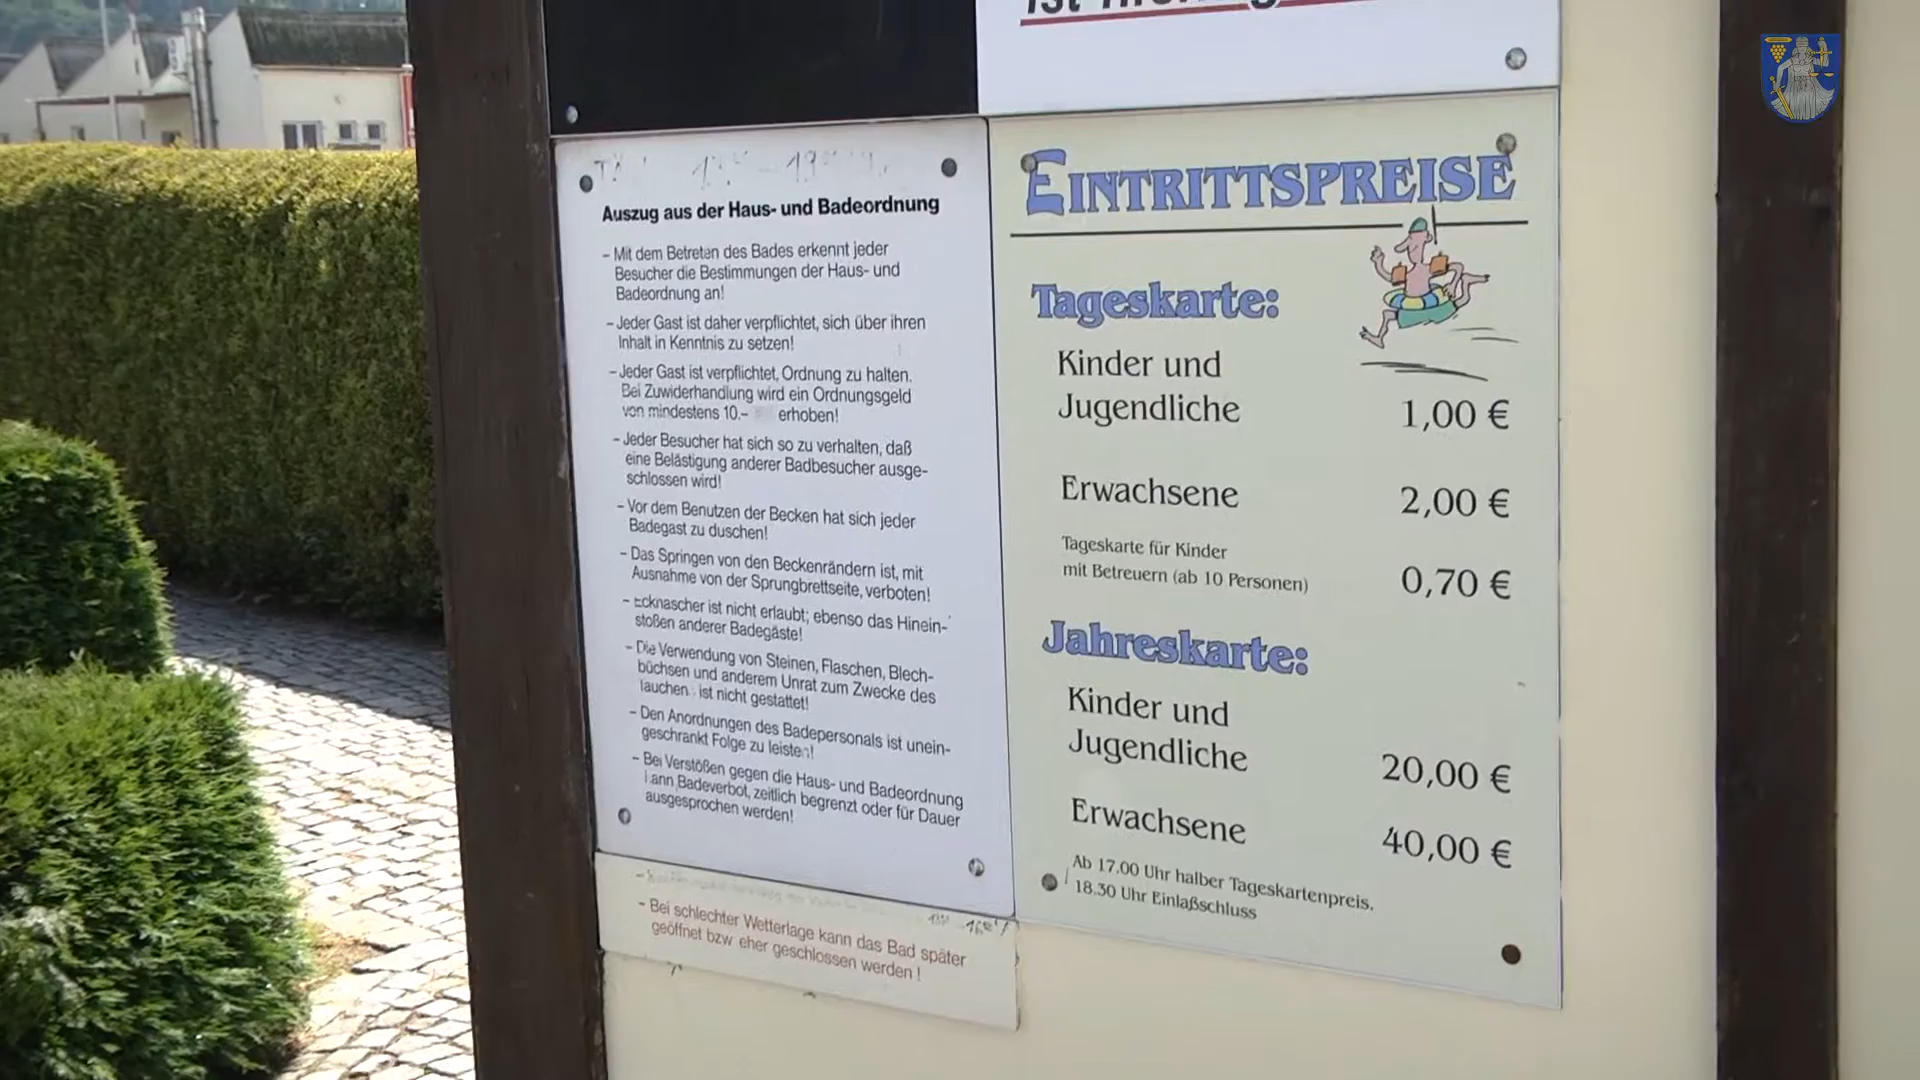 Auszug aus der Haus- und Badeordnung
– Mit dem Betreten des Bades erkennt jeder
Besucher die Bestimmungen der Haus- und
Badeordnung an!
– Jeder Gast ist daher verpflichtet, sich über ihren
Inhalt in Kenntnis zu setzen!
– Jeder Gast ist verpflichtet, Ordnung zu halten.
Bei Zuwiderhandlung wird ein Ordnungsgeld
von mindestens 10.– erhoben!
– Jeder Besucher hat sich so zu verhalten, daß
eine Belästigung anderer Badbesucher ausge-
schlossen wird!
– Vor dem Benutzen der Becken hat sich jeder
Badegast zu duschen!
– Das Springen von den Beckenrändern ist, mit
Ausnahme von der Sprungbrettseite, verboten!
– ist nicht erlaubt; ebenso das Hinein-
stoßen anderer Badegäste!
– Die Verwendung von Steinen, Flaschen, Blech-
büchsen und anderem Unrat zum Zwecke des
ist nicht gestattet!
– Den Anordnungen des Badepersonals ist unein-
geschränkt Folge zu leisten!
– Bei Verstößen gegen die Haus- und Badeordnung
kann Badeverbot, zeitlich begrenzt oder für Dauer
ausgesprochen werden!
– Bei schlechter Wetterlage kann das Bad später
geöffnet bzw eher geschlossen werden !
EINTRITTSPREISE
Tageskarte:
Kinder und
Jugendliche 1,00 €
Erwachsene 2,00 €
Tageskarte für Kinder
mit Betreuern (ab 10 Personen) 0,70 €
Jahreskarte:
Kinder und
Jugendliche 20,00 €
Erwachsene 40,00 €
Ab 17.00 Uhr halber Tageskartenpreis.
18.30 Uhr Einlaßschluss